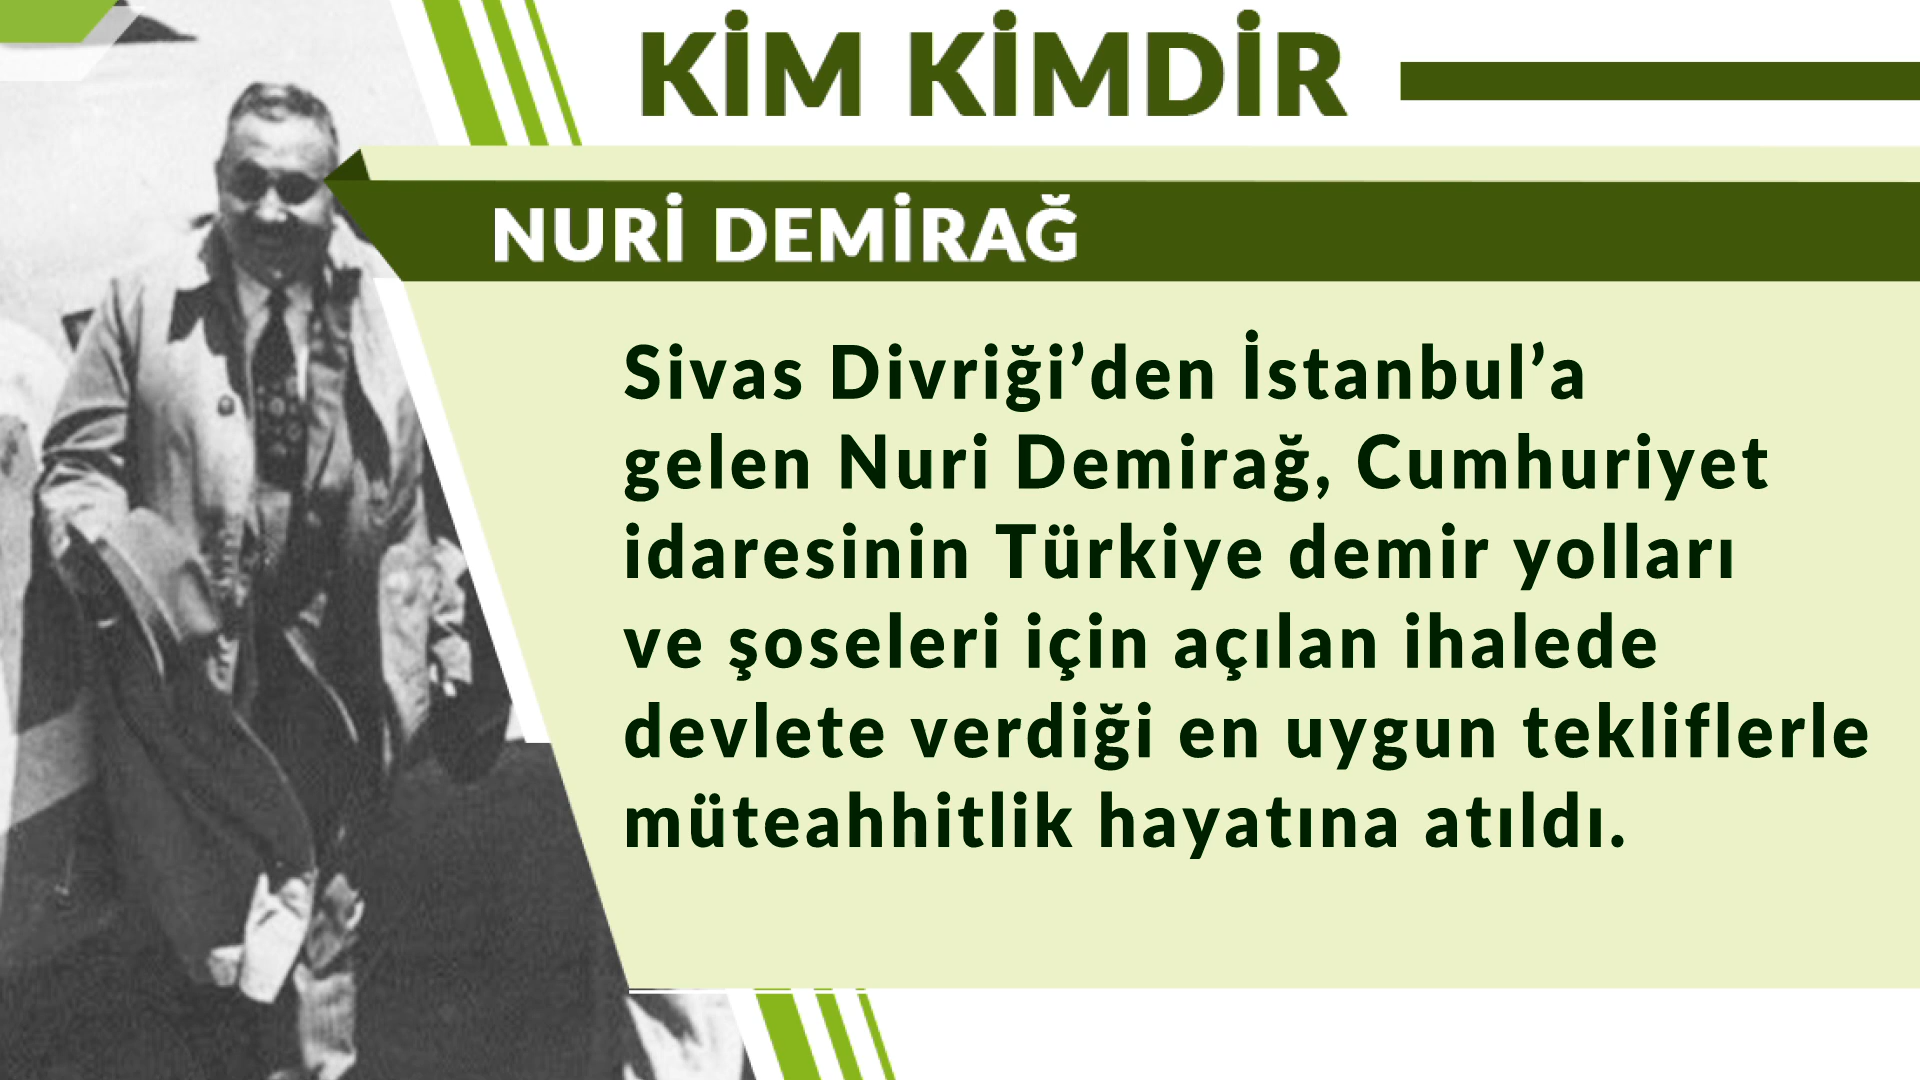 KİM KİMDİR
NURİ DEMİRAĞ
Sivas Divriği’den İstanbul’a
gelen Nuri Demirağ, Cumhuriyet
idaresinin Türkiye demir yolları
ve şoseleri için açılan ihalede
devlete verdiği en uygun tekliflerle
müteahhitlik hayatına atıldı.